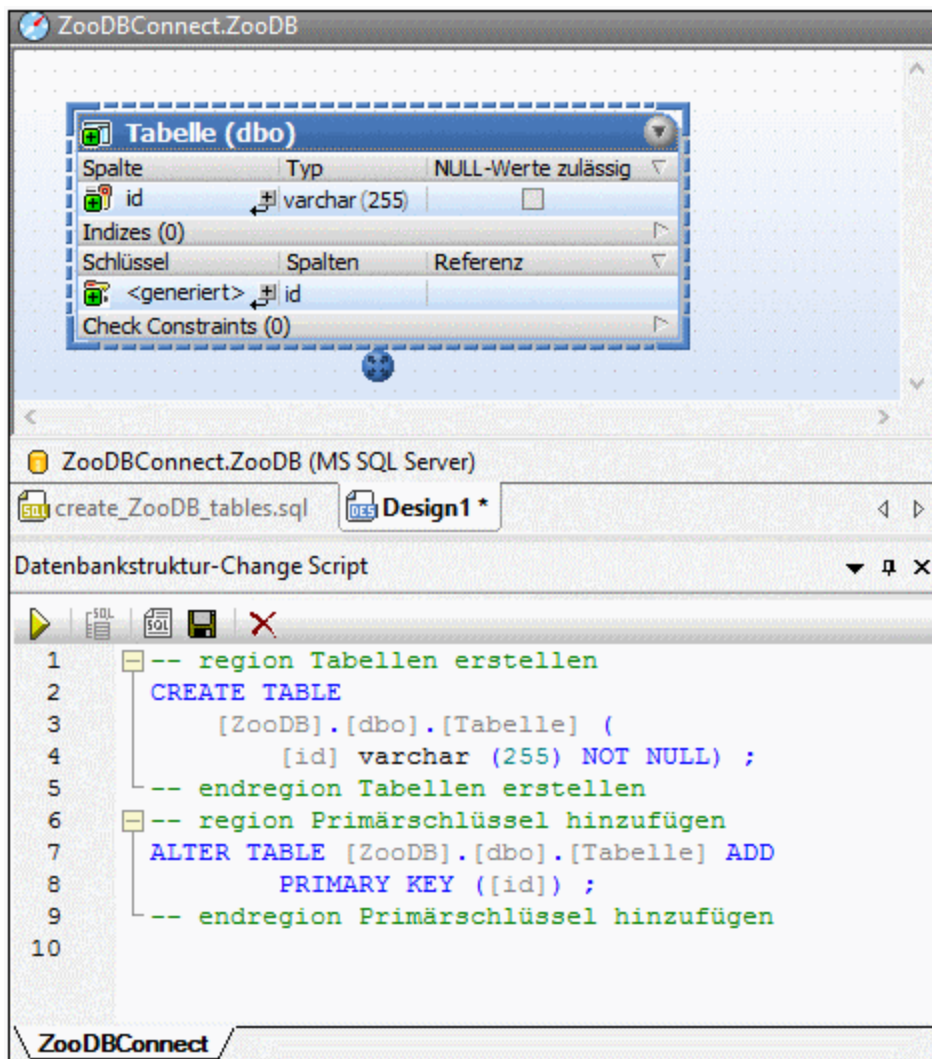 ZooDBConnect.ZooDB
Tabelle (dbo)
Spalte Typ NULL-Werte zulässig
id varchar (255)
Indizes (0)
Schlüssel Spalten Referenz
<generiert> id
Check Constraints (0)
ZooDBConnect.ZooDB (MS SQL Server)
create_ZooDB_tables.sql Design1 *
Datenbankstruktur-Change Script
1 -- region Tabellen erstellen
2 CREATE TABLE
3 [ZooDB].[dbo].[Tabelle] (
4 [id] varchar (255) NOT NULL) ;
5 -- endregion Tabellen erstellen
6 -- region Primärschlüssel hinzufügen
7 ALTER TABLE [ZooDB].[dbo].[Tabelle] ADD
8 PRIMARY KEY ([id]) ;
9 -- endregion Primärschlüssel hinzufügen
10
ZooDBConnect